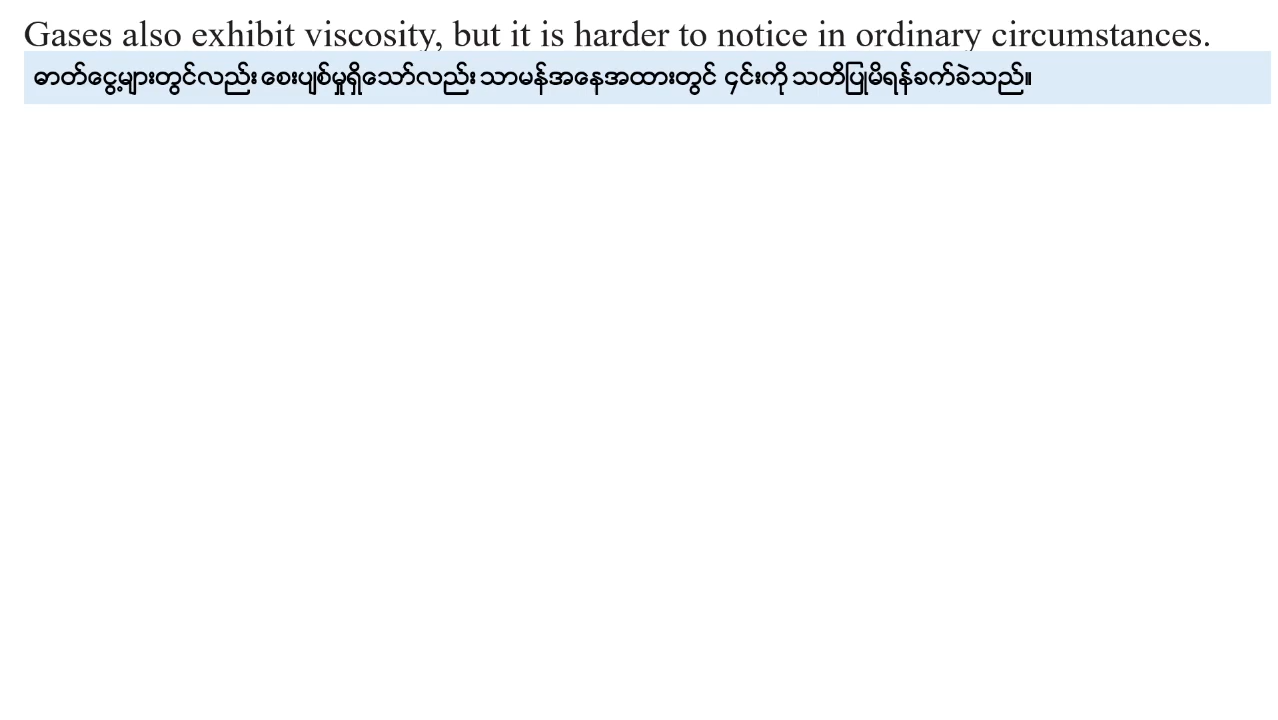 Gases also exhibit viscosity, but it is harder to notice in ordinary circumstances.
ဓာတ်ငွေ့များတွင်လည်း စေးပျစ်မှုရှိသော်လည်း သာမန်အနေအထားတွင် ၎င်းကို သတိပြုမိရန်ခက်ခဲသည်။